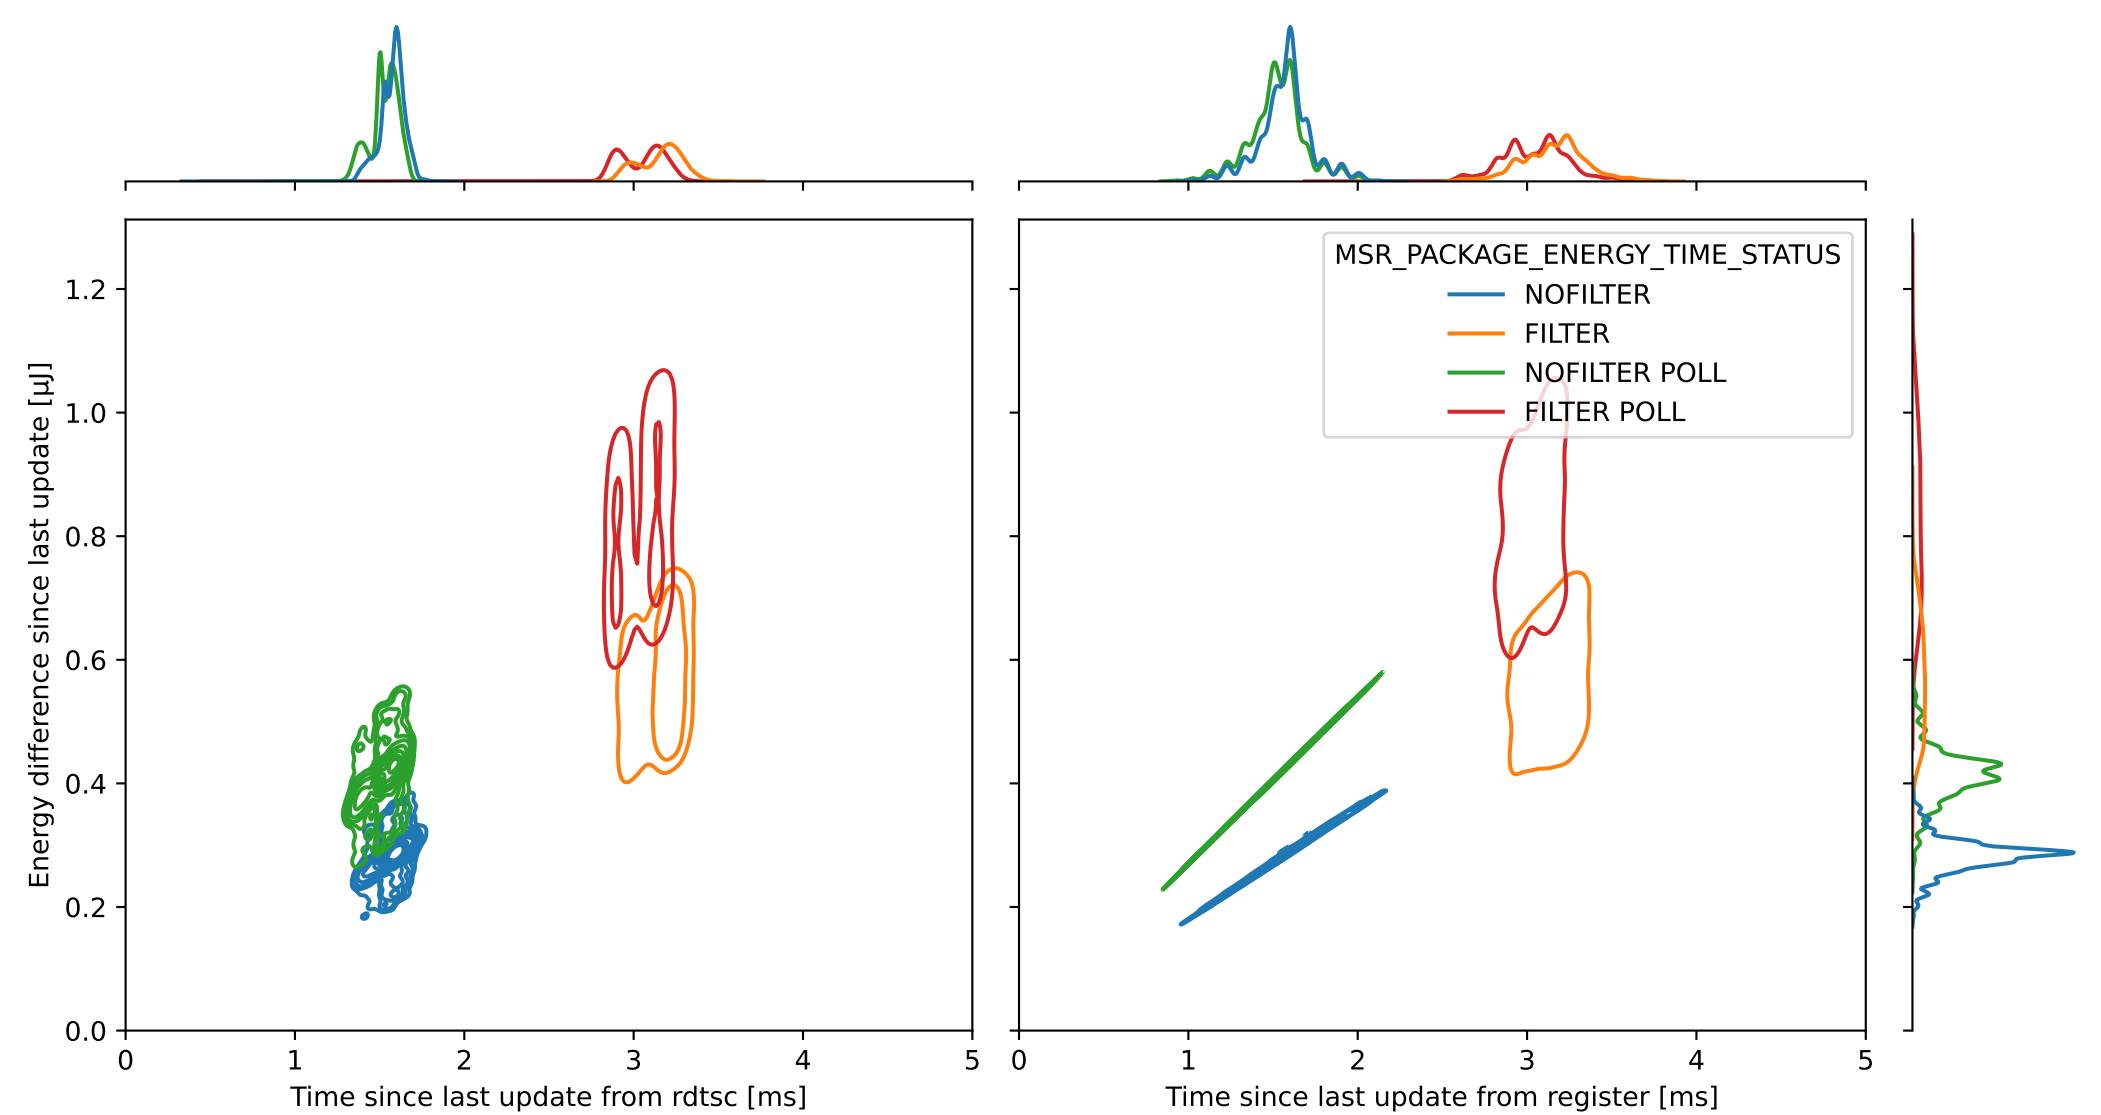 MSR_PACKAGE_ENERGY_TIME_STATUS
NOFILTER
FILTER
NOFILTER POLL
FILTER POLL
Energy difference since last update [µJ]
1.2
1.0
0.8
0.6
0.4
0.2
0.0
0 1 2 3 4 5
0 1 2 3 4 5
Time since last update from rdtsc [ms]
Time since last update from register [ms]